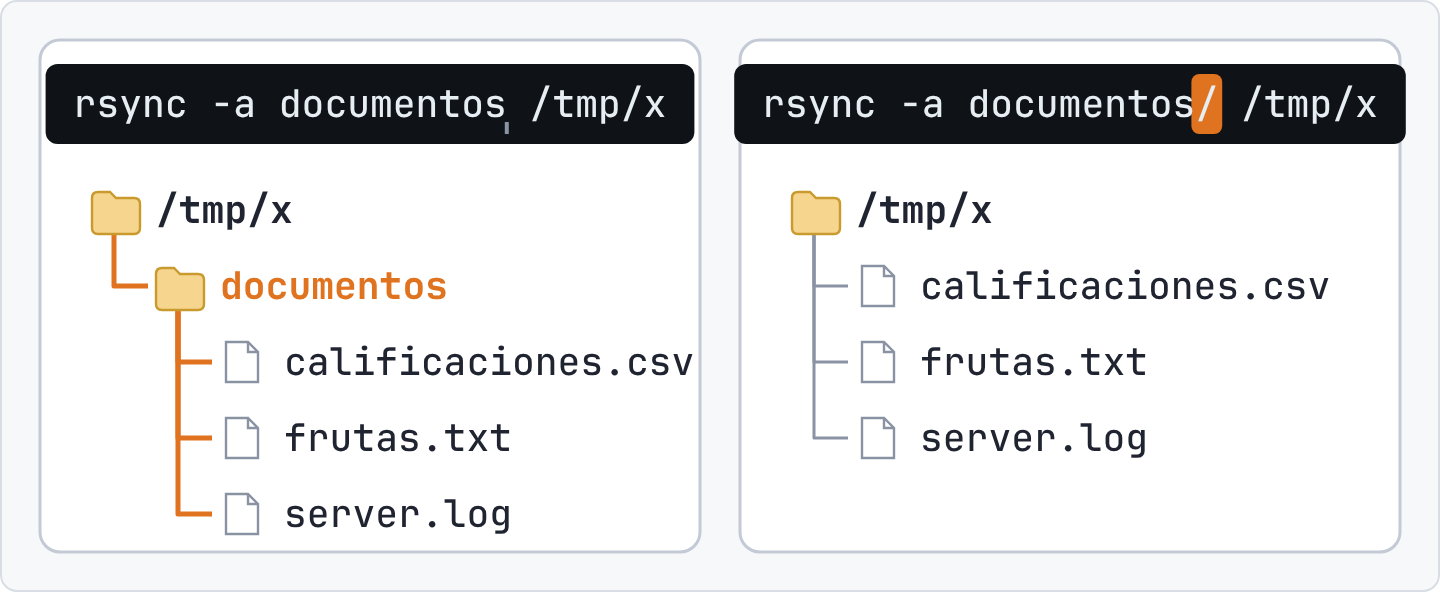 rsync -a documentos /tmp/x
/tmp/x
documentos
calificaciones.csv
frutas.txt
server.log
rsync -a documentos/ /tmp/x
/tmp/x
calificaciones.csv
frutas.txt
server.log